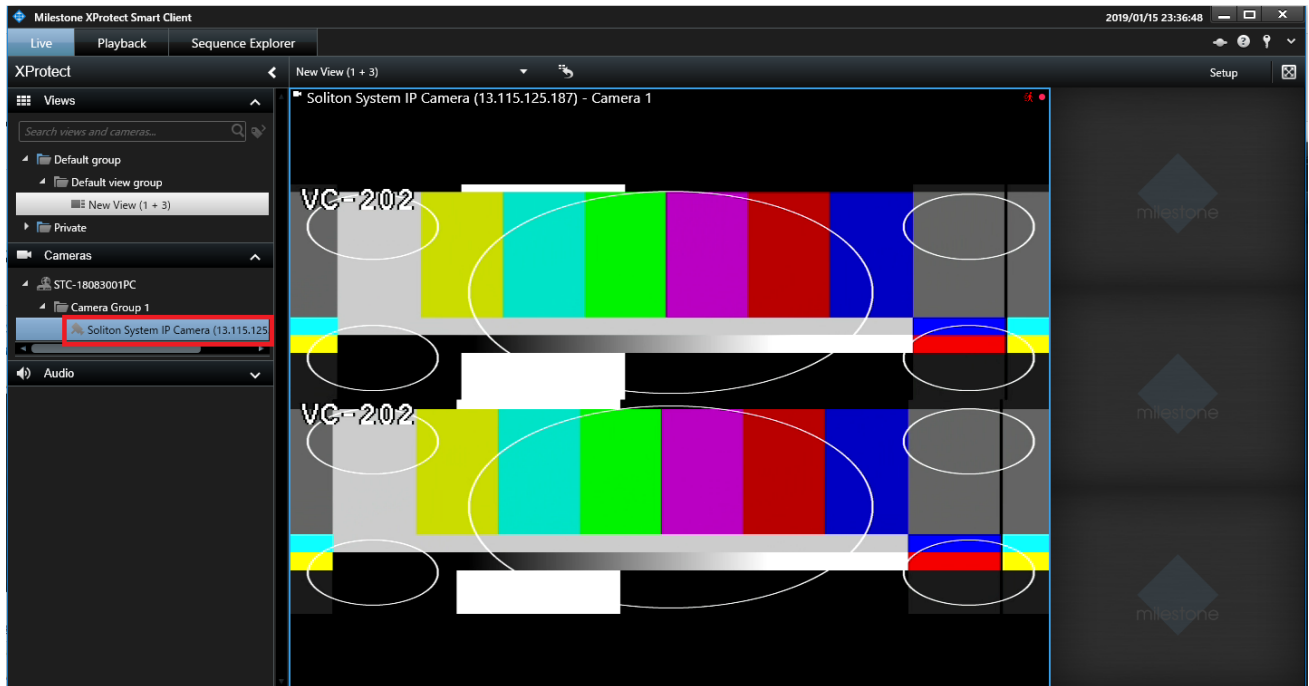 Milestone XProtect Smart Client
2019/01/15 23:36:48
Live
Playback
Sequence Explorer
XProtect
New View (1 + 3)
Setup
Views
Search views and cameras...
Default group
Default view group
New View (1 + 3)
Private
Cameras
STC-18083001PC
Camera Group 1
Soliton System IP Camera (13.115.125.
Audio
Soliton System IP Camera (13.115.125.187) - Camera 1
VC-202
VC-202
milestone
milestone
milestone